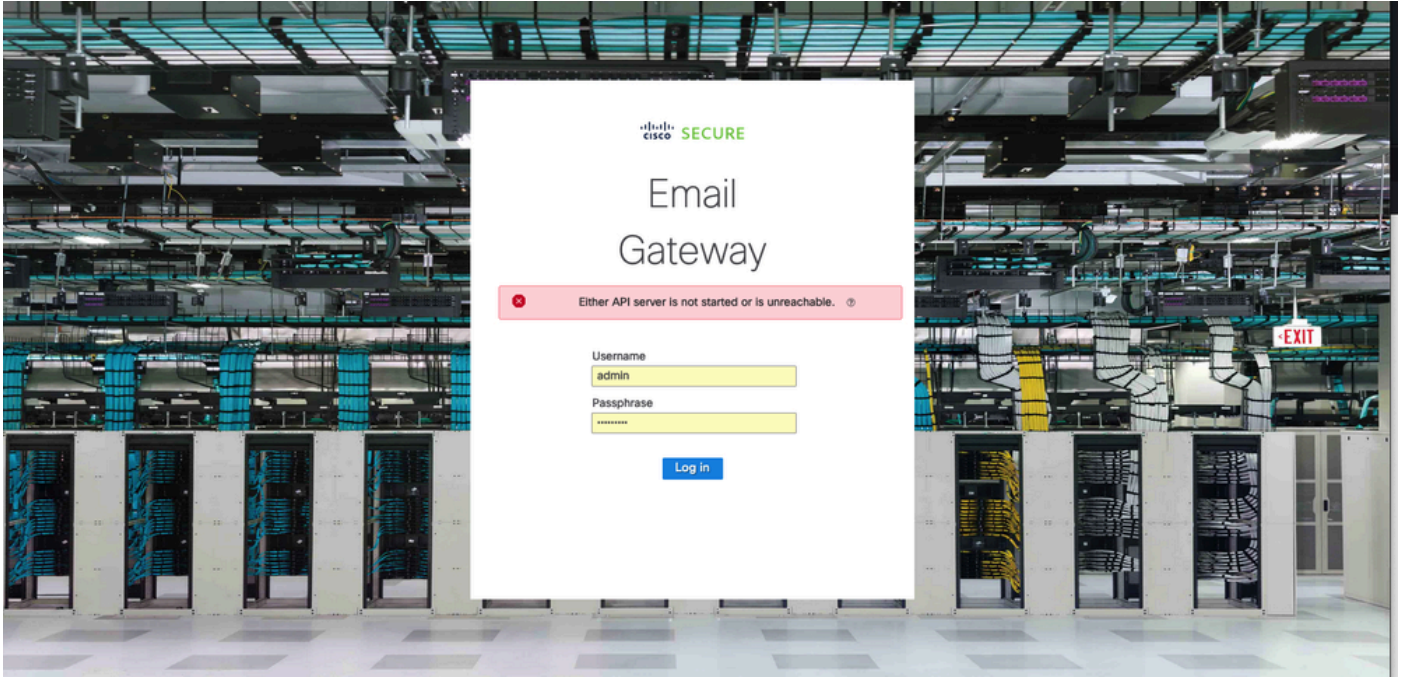 CISCO SECURE
Email
Gateway
Either API server is not started or is unreachable.
Username
admin
Passphrase
Log in
EXIT